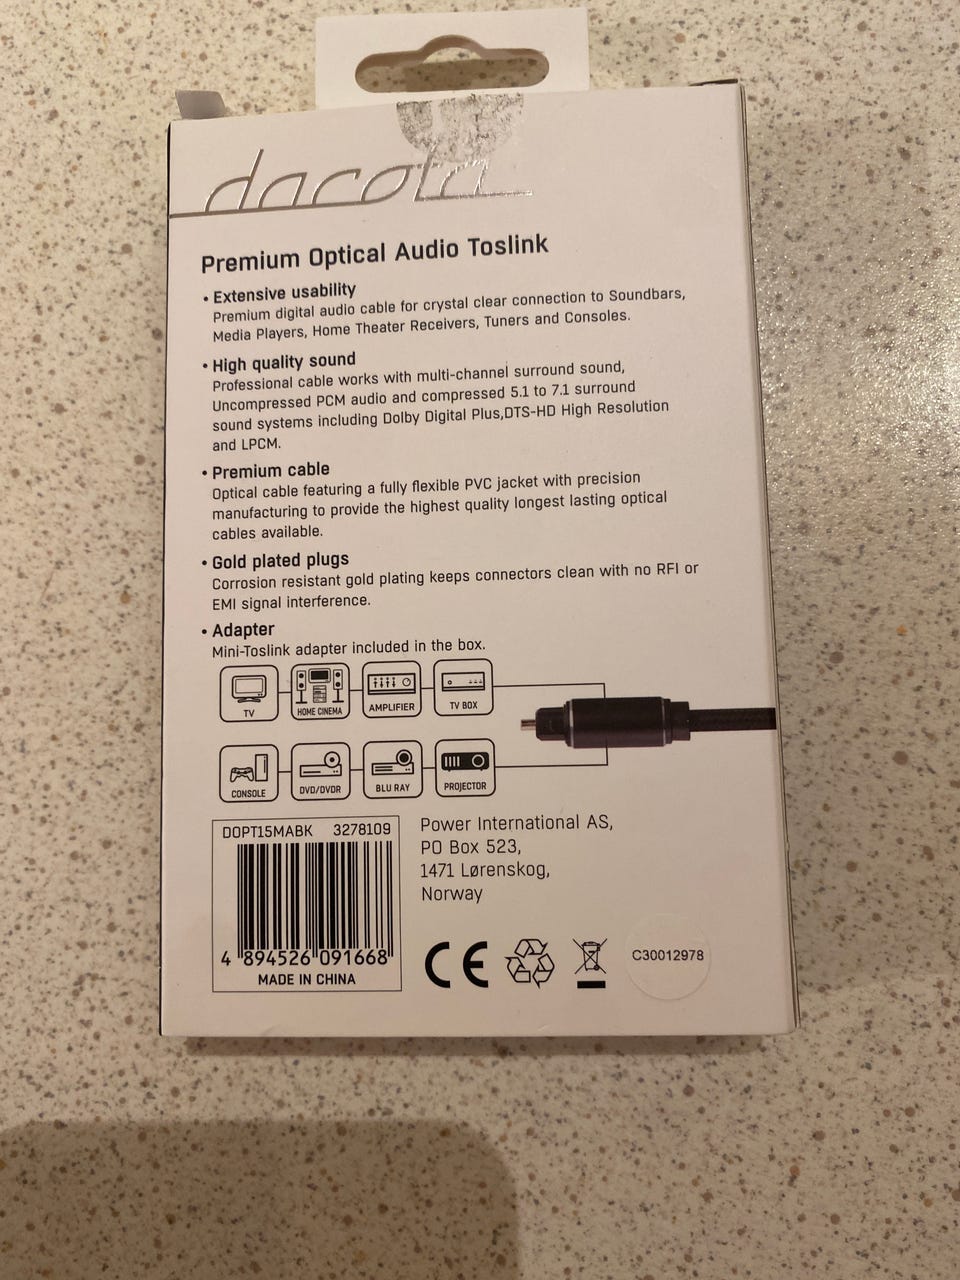 dacota
Premium Optical Audio Toslink
• Extensive usability
Premium digital audio cable for crystal clear connection to Soundbars,
Media Players, Home Theater Receivers, Tuners and Consoles.
• High quality sound
Professional cable works with multi-channel surround sound,
Uncompressed PCM audio and compressed 5.1 to 7.1 surround
sound systems including Dolby Digital Plus,DTS-HD High Resolution
and LPCM.
• Premium cable
Optical cable featuring a fully flexible PVC jacket with precision
manufacturing to provide the highest quality longest lasting optical
cables available.
• Gold plated plugs
Corrosion resistant gold plating keeps connectors clean with no RFI or
EMI signal interference.
• Adapter
Mini-Toslink adapter included in the box.
TV HOME CINEMA AMPLIFIER TV BOX
CONSOLE DVD/DVDR BLU RAY PROJECTOR
DOPT15MABK 3278109
4 894526 091668
MADE IN CHINA
Power International AS,
PO Box 523,
1471 Lørenskog,
Norway
CE
C30012978